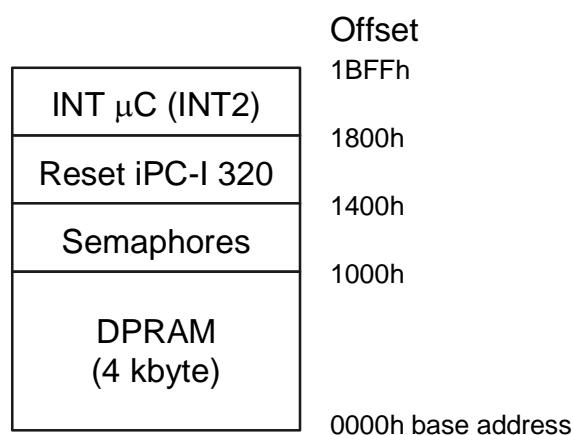 Offset
1BFFh
INT μC (INT2)
1800h
Reset iPC-I 320
1400h
Semaphores
1000h
DPRAM
(4 kbyte)
0000h base address